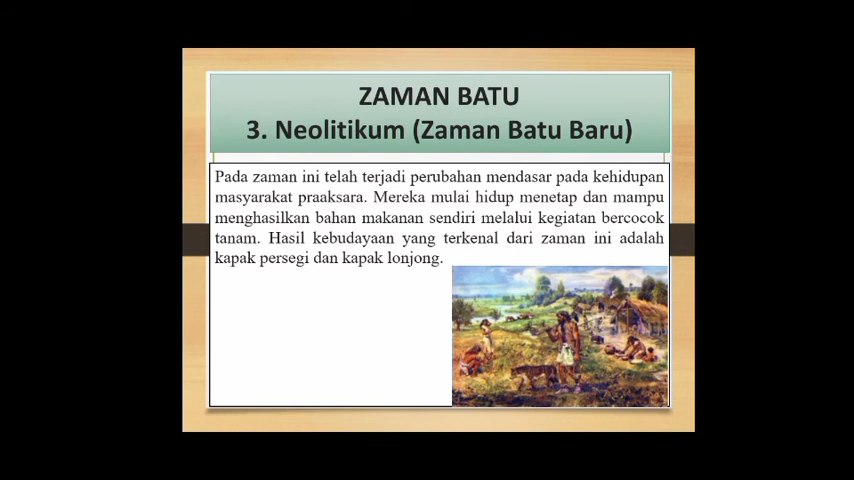 ZAMAN BATU
3. Neolitikum (Zaman Batu Baru)
Pada zaman ini telah terjadi perubahan mendasar pada kehidupan
masyarakat praaksara. Mereka mulai hidup menetap dan mampu
menghasilkan bahan makanan sendiri melalui kegiatan bercocok
tanam. Hasil kebudayaan yang terkenal dari zaman ini adalah
kapak persegi dan kapak lonjong.